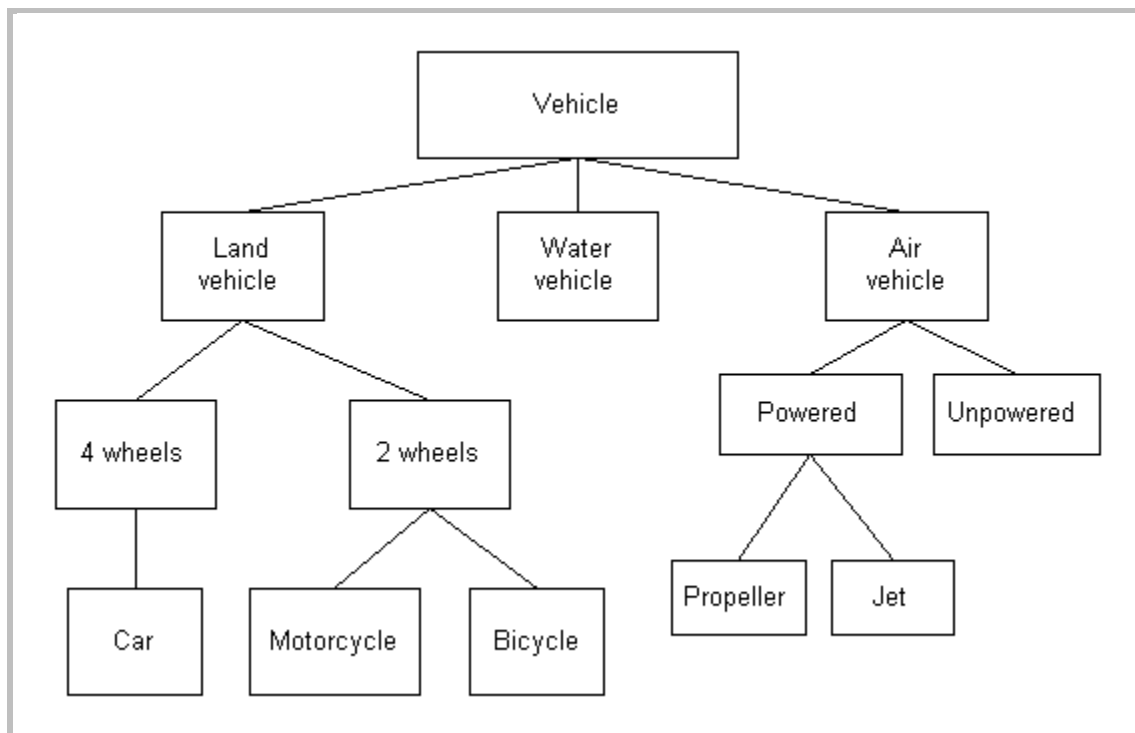 Vehicle
Land
vehicle
Water
vehicle
Air
vehicle
4 wheels
2 wheels
Powered
Unpowered
Car
Motorcycle
Bicycle
Propeller
Jet